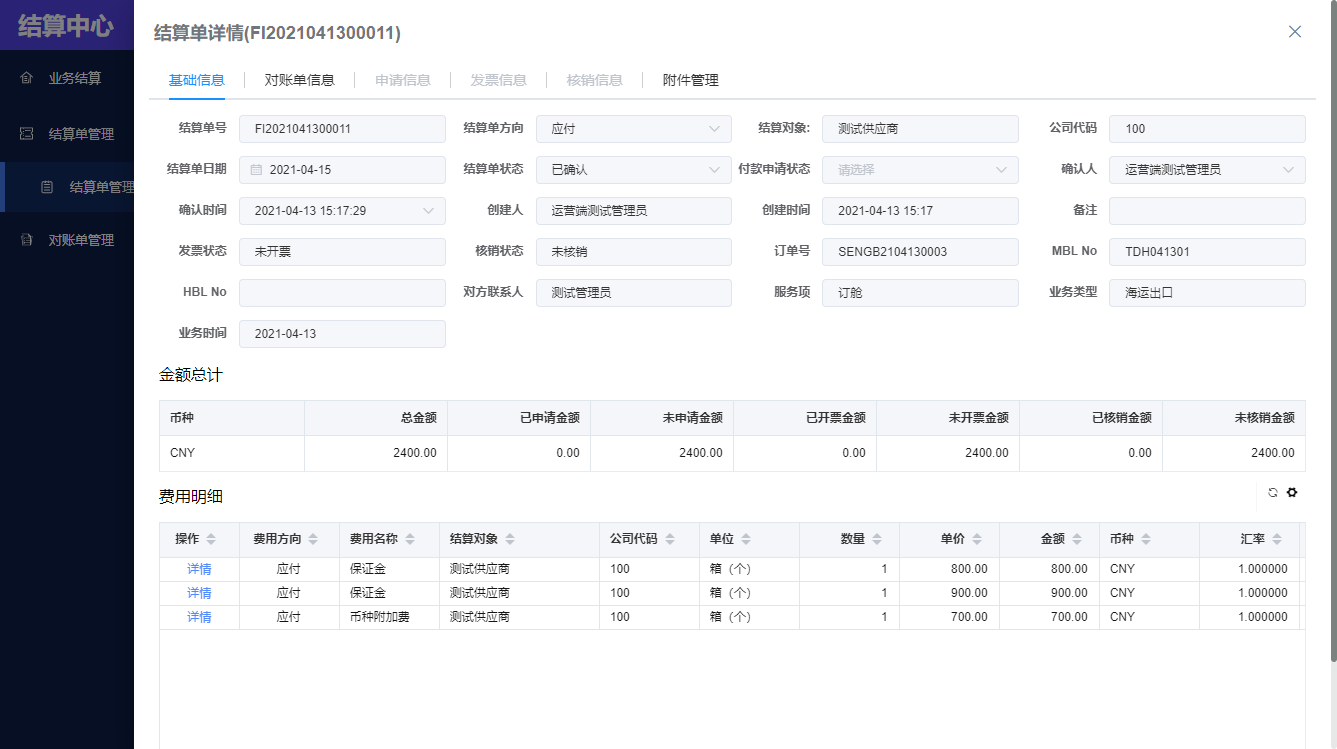 结算中心
业务结算
结算单管理
结算单管理
对账单管理
结算单详情(FI2021041300011)
基础信息 对账单信息 申请信息 发票信息 核销信息 附件管理
结算单号 FI2021041300011 结算单方向 应付 结算对象: 测试供应商 公司代码 100
结算单日期 2021-04-15 结算单状态 已确认 付款申请状态 请选择 确认人 运营端测试管理员
确认时间 2021-04-13 15:17:29 创建人 运营端测试管理员 创建时间 2021-04-13 15:17 备注
发票状态 未开票 核销状态 未核销 订单号 SENGB2104130003 MBL No TDH041301
HBL No 对方联系人 测试管理员 服务项 订舱 业务类型 海运出口
业务时间 2021-04-13
金额总计
币种 总金额 已申请金额 未申请金额 已开票金额 未开票金额 已核销金额 未核销金额
CNY 2400.00 0.00 2400.00 0.00 2400.00 0.00 2400.00
费用明细
操作 费用方向 费用名称 结算对象 公司代码 单位 数量 单价 金额 币种 汇率
详情 应付 保证金 测试供应商 100 箱（个） 1 800.00 800.00 CNY 1.000000
详情 应付 保证金 测试供应商 100 箱（个） 1 900.00 900.00 CNY 1.000000
详情 应付 币种附加费 测试供应商 100 箱（个） 1 700.00 700.00 CNY 1.000000